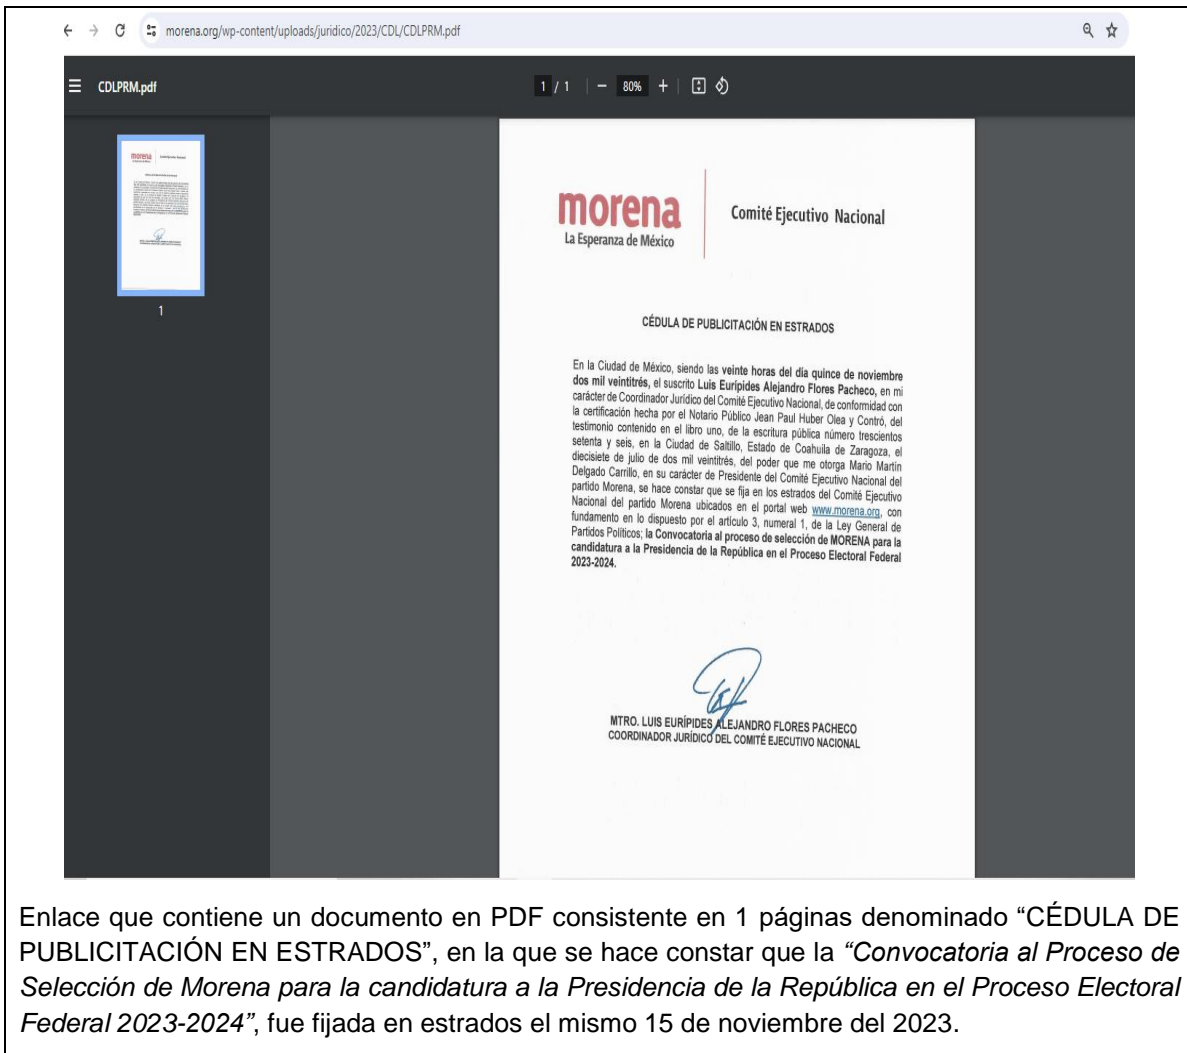 morena.org/wp-content/uploads/juridico/2023/CDL/CDLPRM.pdf
CDLPRM.pdf
1 / 1
80%
morena
La Esperanza de México
Comité Ejecutivo Nacional
CÉDULA DE PUBLICITACIÓN EN ESTRADOS
En la Ciudad de México, siendo las veinte horas del día quince de noviembre
dos mil veintitrés, el suscrito Luis Eurípides Alejandro Flores Pacheco, en mi
carácter de Coordinador Jurídico del Comité Ejecutivo Nacional, de conformidad con
la certificación hecha por el Notario Público Jean Paul Huber Olea y Contró, del
testimonio contenido en el libro uno, de la escritura pública número trescientos
setenta y seis, en la Ciudad de Saltillo, Estado de Coahuila de Zaragoza, el
diecisiete de julio de dos mil veintitrés, del poder que me otorga Mario Martín
Delgado Carrillo, en su carácter de Presidente del Comité Ejecutivo Nacional del
partido Morena, se hace constar que se fija en los estrados del Comité Ejecutivo
Nacional del partido Morena ubicados en el portal web www.morena.org, con
fundamento en lo dispuesto por el artículo 3, numeral 1, de la Ley General de
Partidos Políticos; la Convocatoria al proceso de selección de MORENA para la
candidatura a la Presidencia de la República en el Proceso Electoral Federal
2023-2024.
MTRO. LUIS EURÍPIDES ALEJANDRO FLORES PACHECO
COORDINADOR JURÍDICO DEL COMITÉ EJECUTIVO NACIONAL
morena
Comité Ejecutivo Nacional
1
Enlace que contiene un documento en PDF consistente en 1 páginas denominado “CÉDULA DE
PUBLICITACIÓN EN ESTRADOS”, en la que se hace constar que la “Convocatoria al Proceso de
Selección de Morena para la candidatura a la Presidencia de la República en el Proceso Electoral
Federal 2023-2024”, fue fijada en estrados el mismo 15 de noviembre del 2023.